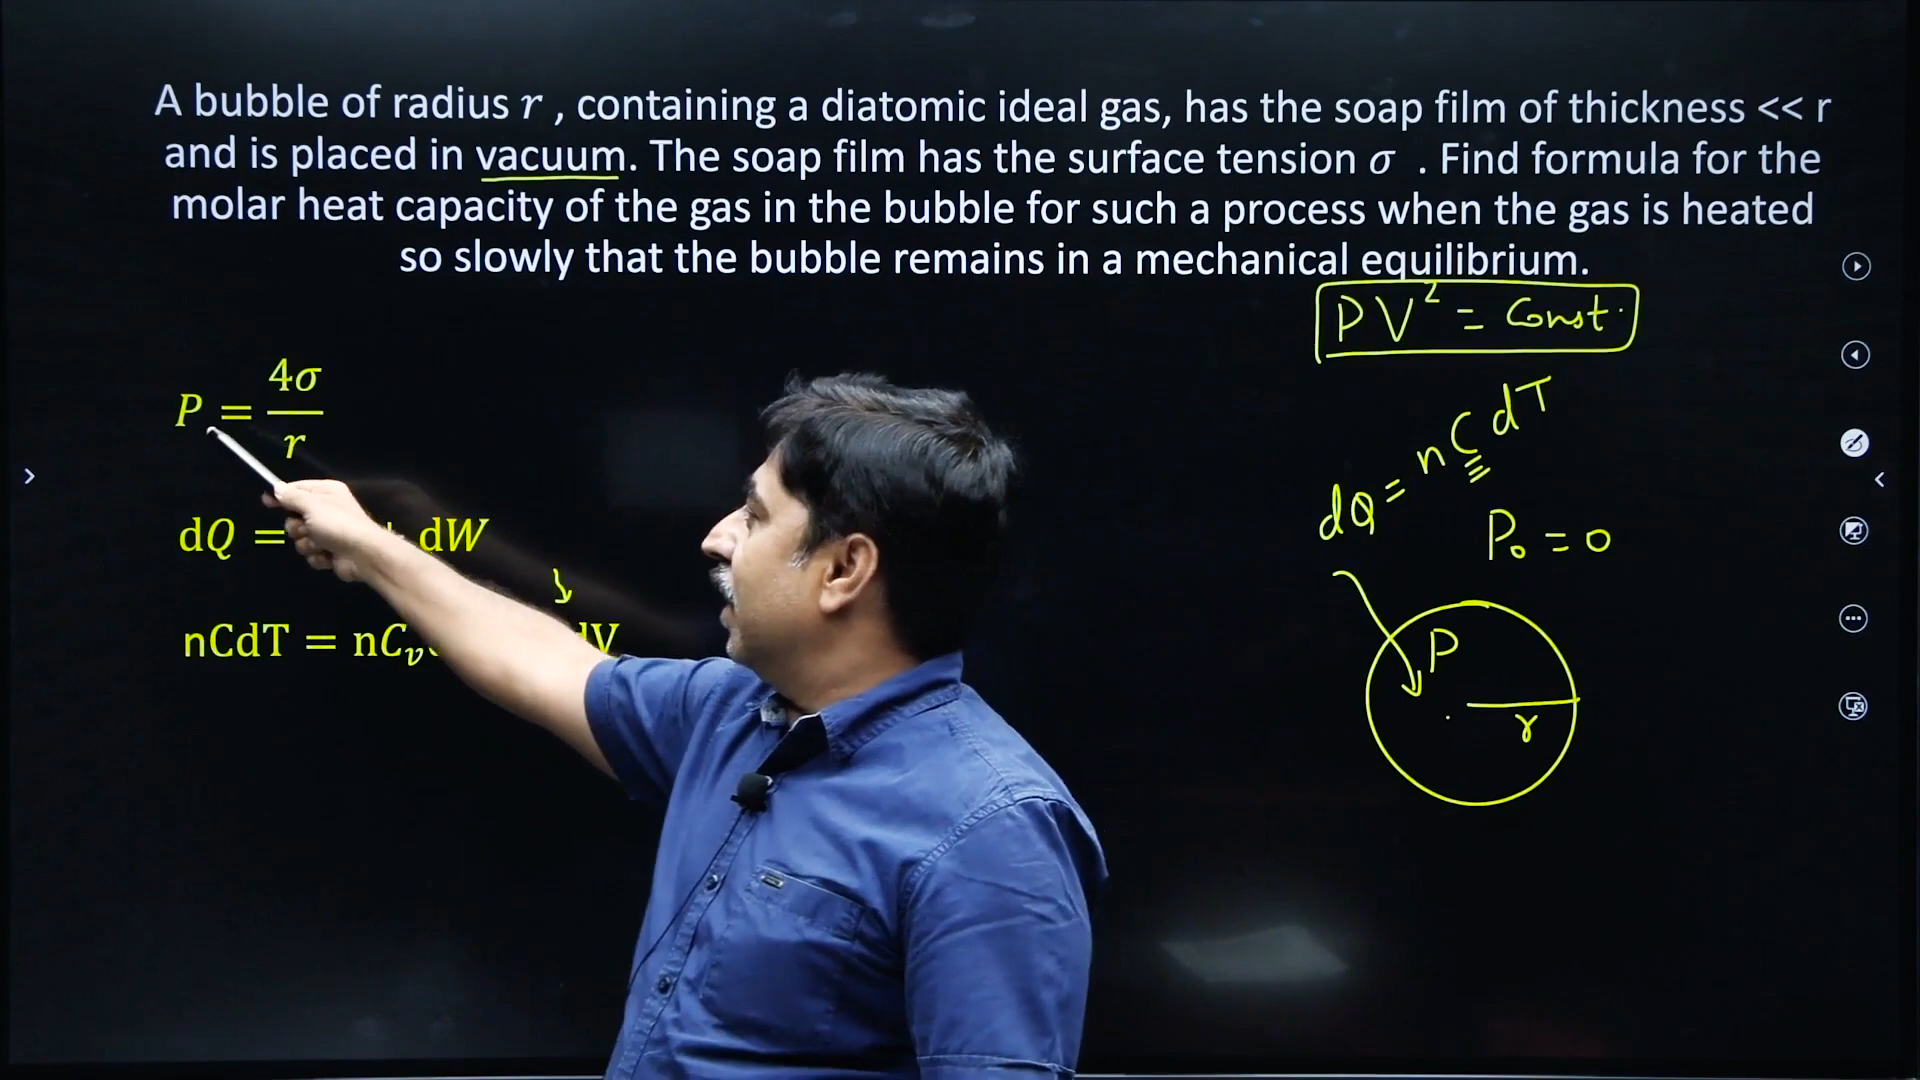 A bubble of radius r , containing a diatomic ideal gas, has the soap film of thickness << r
and is placed in vacuum. The soap film has the surface tension σ . Find formula for the
molar heat capacity of the gas in the bubble for such a process when the gas is heated
so slowly that the bubble remains in a mechanical equilibrium.
PV² = Const.
P = 4σ/r
dQ = nCdT
P₀ = 0
dQ = + dW
nCdT = nCᵥ dV
P
r